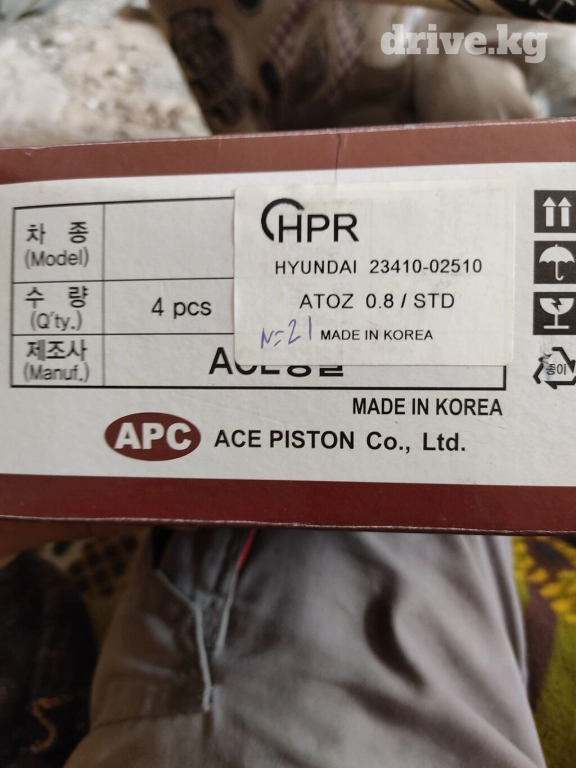 drive.kg
차 종
(Model)
HPR
HYUNDAI 23410-02510
수 량
(Q'ty.)
4 pcs
ATOZ 0.8 / STD
N=21 MADE IN KOREA
제조사
(Manuf.)
MADE IN KOREA
APC ACE PISTON Co., Ltd.
종이